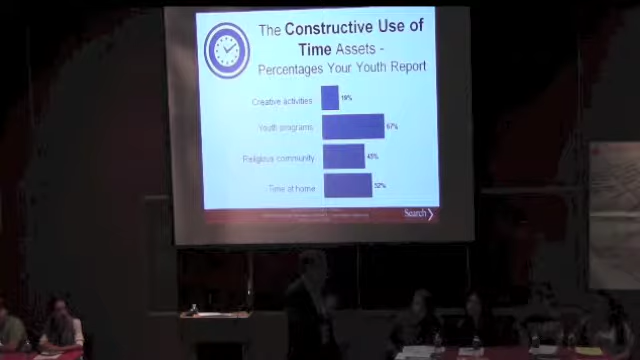 The Constructive Use of
Time Assets -
Percentages Your Youth Report
Creative activities 19%
Youth programs 67%
Religious community 45%
Time at home 52%
Search